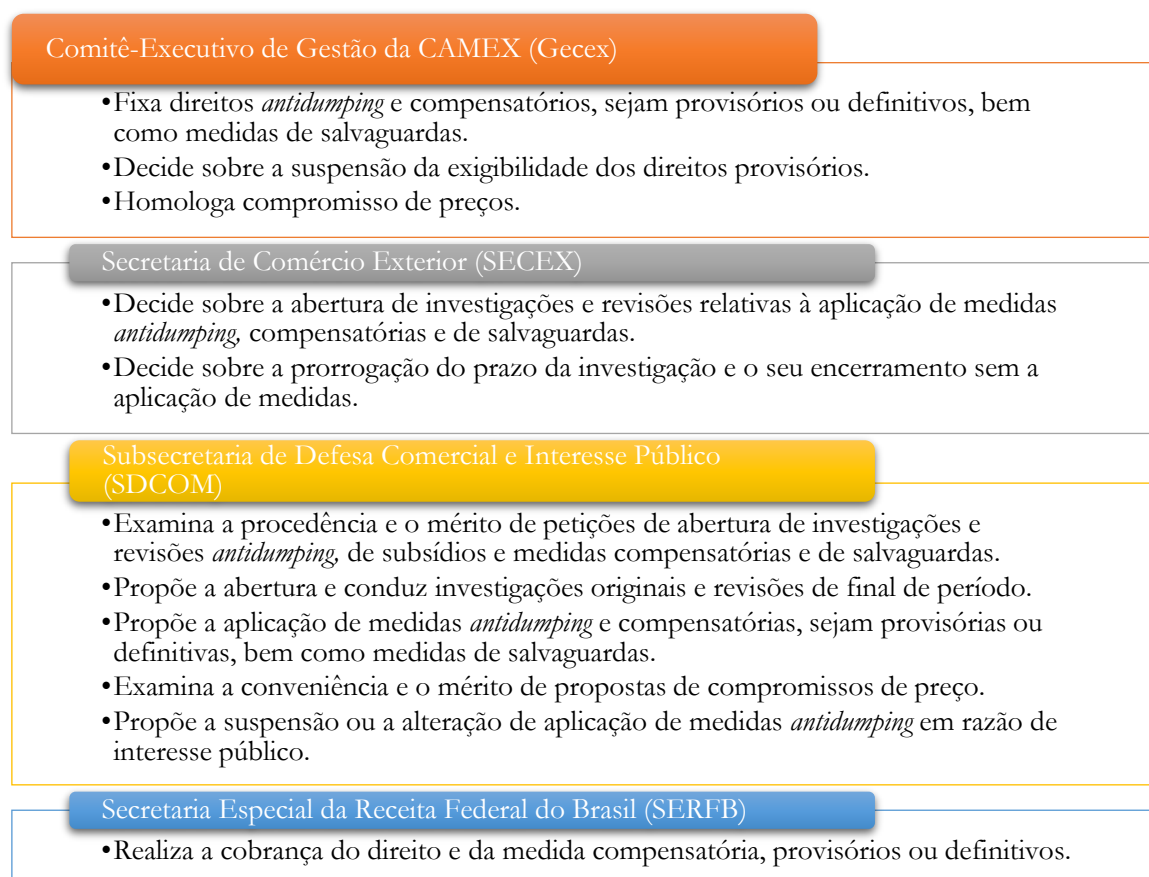 Comitê-Executivo de Gestão da CAMEX (Gecex)
•Fixa direitos antidumping e compensatórios, sejam provisórios ou definitivos, bem
como medidas de salvaguardas.
•Decide sobre a suspensão da exigibilidade dos direitos provisórios.
•Homologa compromisso de preços.
Secretaria de Comércio Exterior (SECEX)
•Decide sobre a abertura de investigações e revisões relativas à aplicação de medidas
antidumping, compensatórias e de salvaguardas.
•Decide sobre a prorrogação do prazo da investigação e o seu encerramento sem a
aplicação de medidas.
Subsecretaria de Defesa Comercial e Interesse Público
(SDCOM)
•Examina a procedência e o mérito de petições de abertura de investigações e
revisões antidumping, de subsídios e medidas compensatórias e de salvaguardas.
•Propõe a abertura e conduz investigações originais e revisões de final de período.
•Propõe a aplicação de medidas antidumping e compensatórias, sejam provisórias ou
definitivas, bem como medidas de salvaguardas.
•Examina a conveniência e o mérito de propostas de compromissos de preço.
•Propõe a suspensão ou a alteração de aplicação de medidas antidumping em razão de
interesse público.
Secretaria Especial da Receita Federal do Brasil (SERFB)
•Realiza a cobrança do direito e da medida compensatória, provisórios ou definitivos.